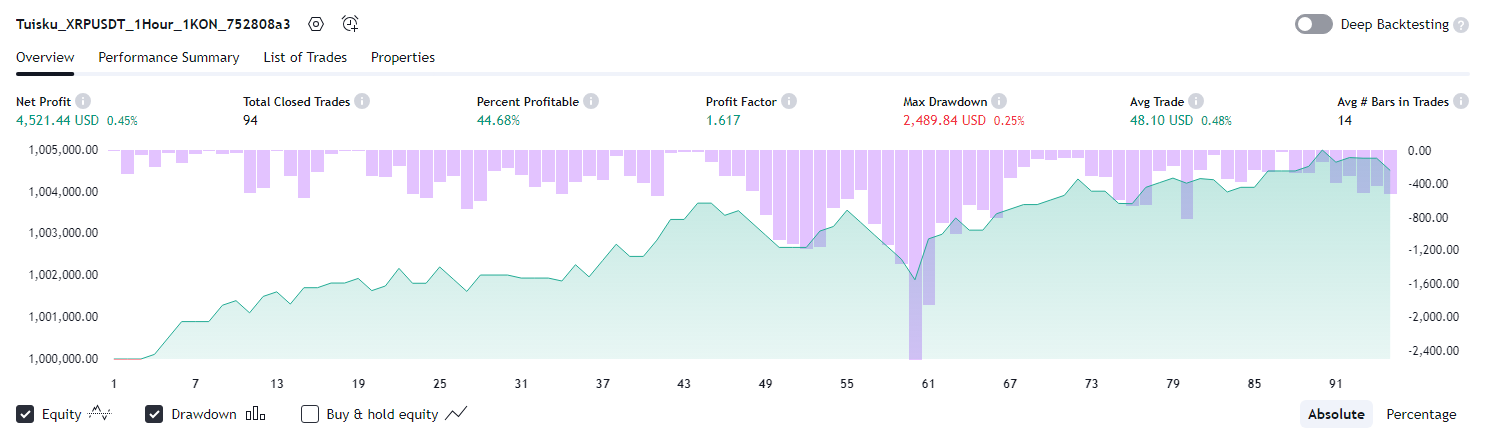 Tuisku_XRPUSDT_1Hour_1KON_752808a3 Deep Backtesting ?
Overview Performance Summary List of Trades Properties
Net Profit Total Closed Trades Percent Profitable Profit Factor Max Drawdown Avg Trade Avg # Bars in Trades
4,521.44 USD 0.45% 94 44.68% 1.617 2,489.84 USD 0.25% 48.10 USD 0.48% 14
1,005,000.00 0.00
1,004,000.00 -400.00
1,003,000.00 -800.00
1,002,000.00 -1,200.00
1,001,000.00 -1,600.00
1,000,000.00 -2,000.00
-2,400.00
1 7 13 19 25 31 37 43 49 55 61 67 73 79 85 91
Equity Drawdown Buy & hold equity Absolute Percentage